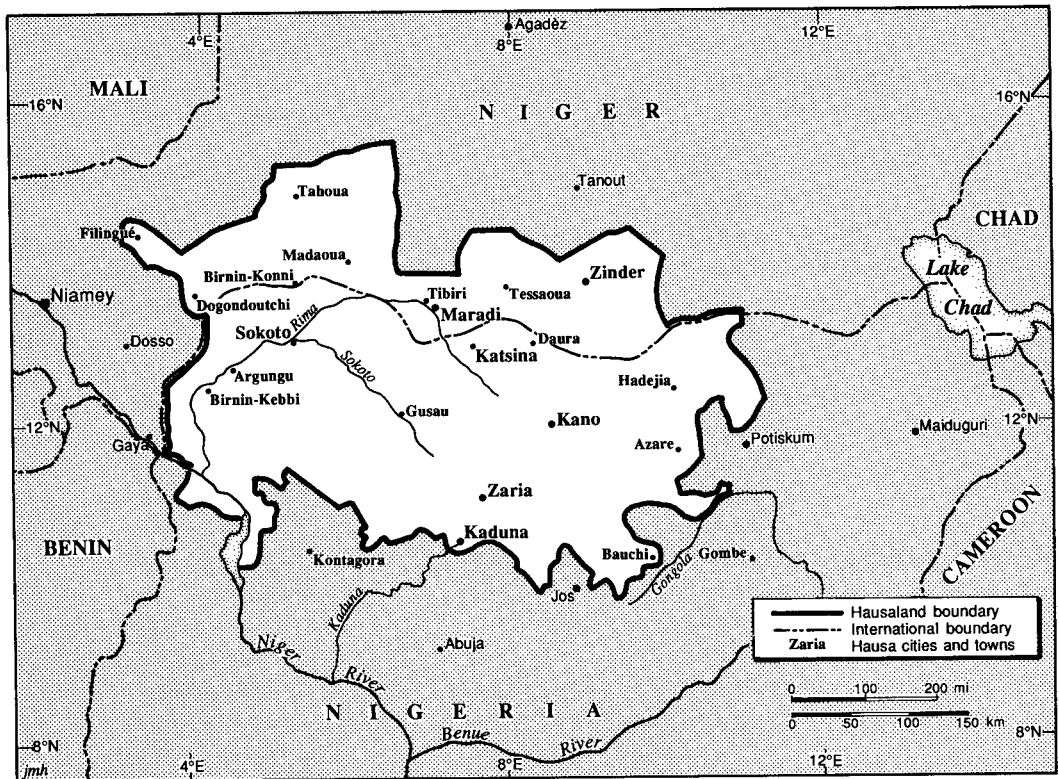 4°E
8°E
Agadèz
12°E
MALI
16°N
16°N
N I G E R
Tanout
Tahoua
CHAD
Filingué
Madaoua
Birnin-Konni
Zinder
Lake
Chad
Niamey
Dogondoutchi
Tibiri
Tessaoua
Maradi
Rima
Sokoto
Daura
Dosso
Katsina
Sokoto
Argungu
Hadejia
Birnin-Kebbi
Gusau
Kano
12°N
12°N
Gaya
Azare
Potiskum
Maiduguri
Zaria
BENIN
Kaduna
CAMEROON
Kontagora
Bauchi
Gombe
Gongola
Kaduna
Jos
Hausaland boundary
International boundary
Zaria Hausa cities and towns
Niger
River
Abuja
0 100 200 mi
0 50 100 150 km
N I G E R I A
Benue
River
8°N
8°N
4°E
8°E
12°E
jmh